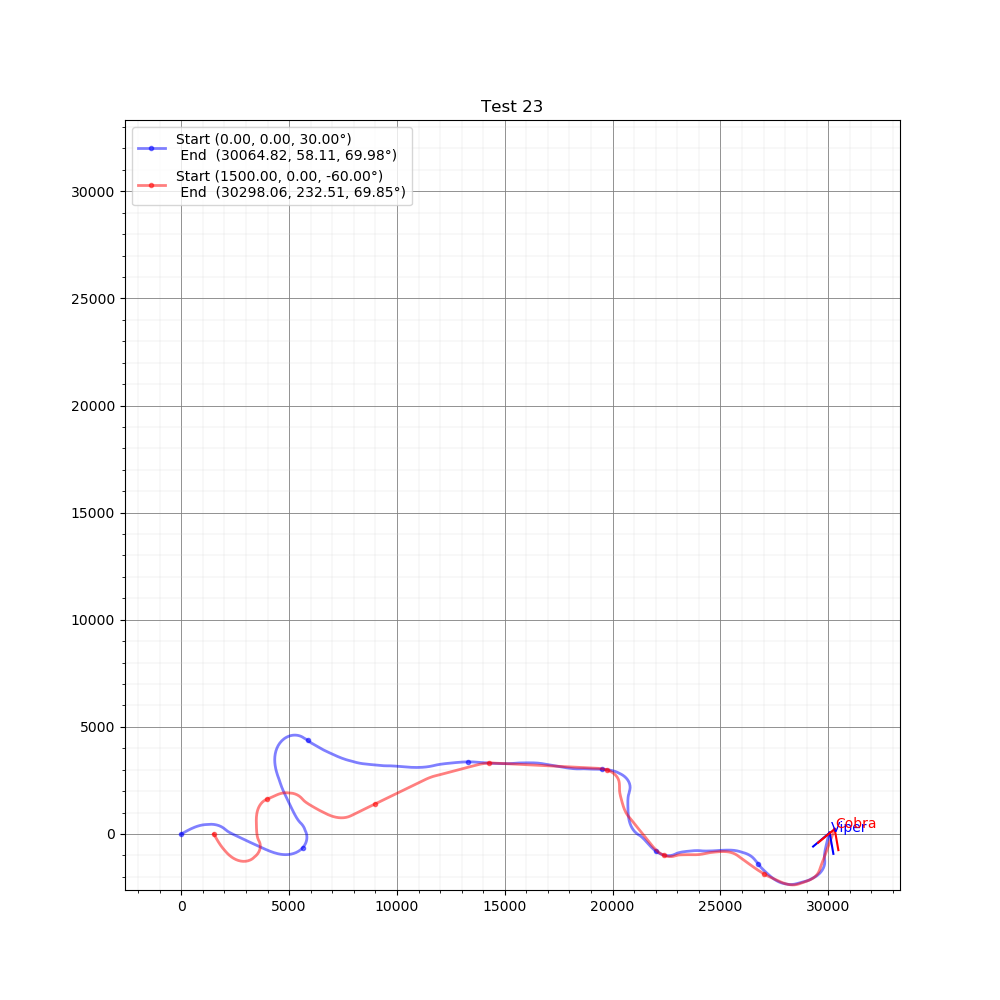 Test 23
Start (0.00, 0.00, 30.00°)
End (30064.82, 58.11, 69.98°)
Start (1500.00, 0.00, -60.00°)
End (30298.06, 232.51, 69.85°)
30000
25000
20000
15000
10000
5000
0
Cobra
Viper
0 5000 10000 15000 20000 25000 30000